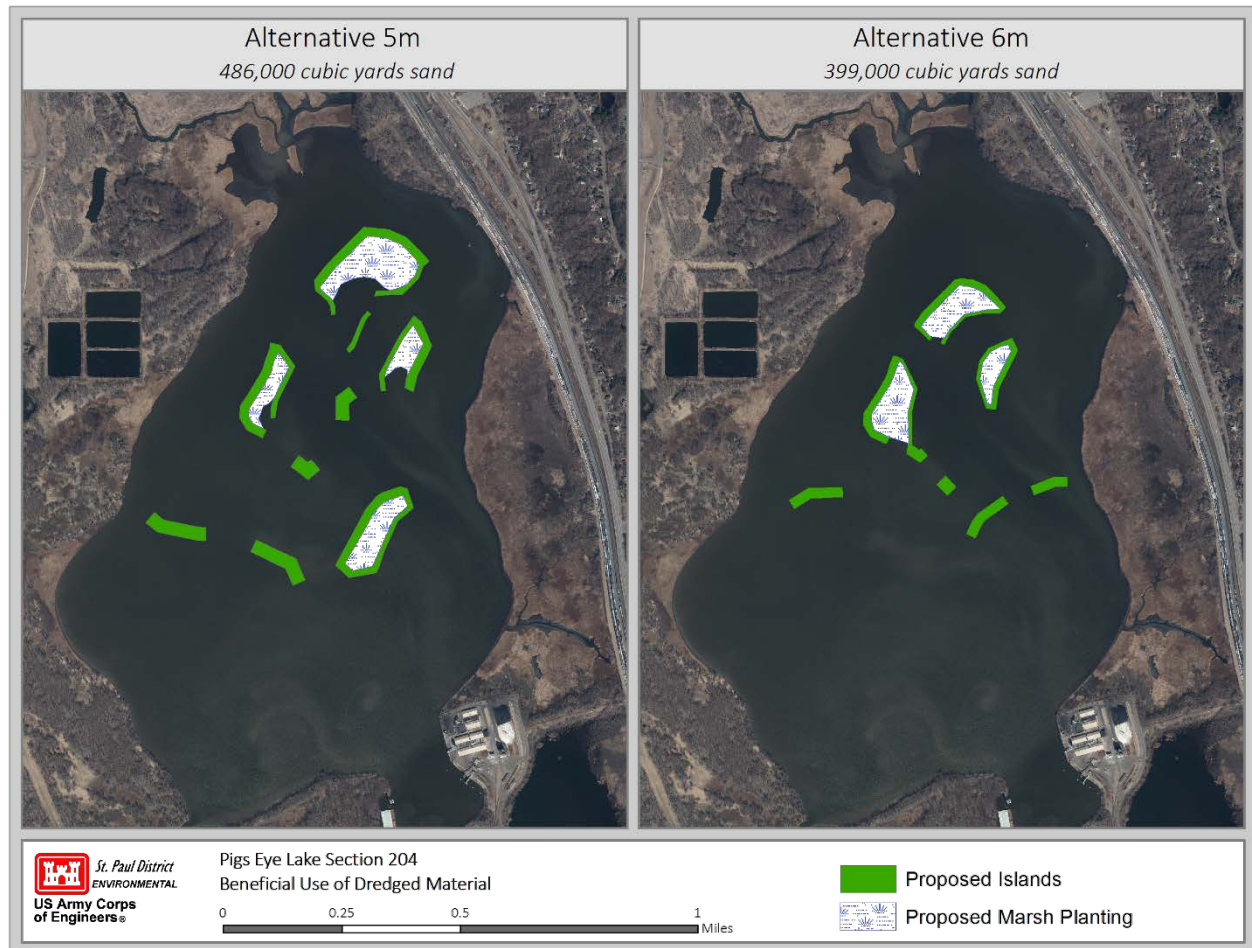 Alternative 5m
486,000 cubic yards sand
Alternative 6m
399,000 cubic yards sand
St. Paul District
ENVIRONMENTAL
US Army Corps
of Engineers®
Pigs Eye Lake Section 204
Beneficial Use of Dredged Material
0 0.25 0.5 1
Miles
Proposed Islands
Proposed Marsh Planting